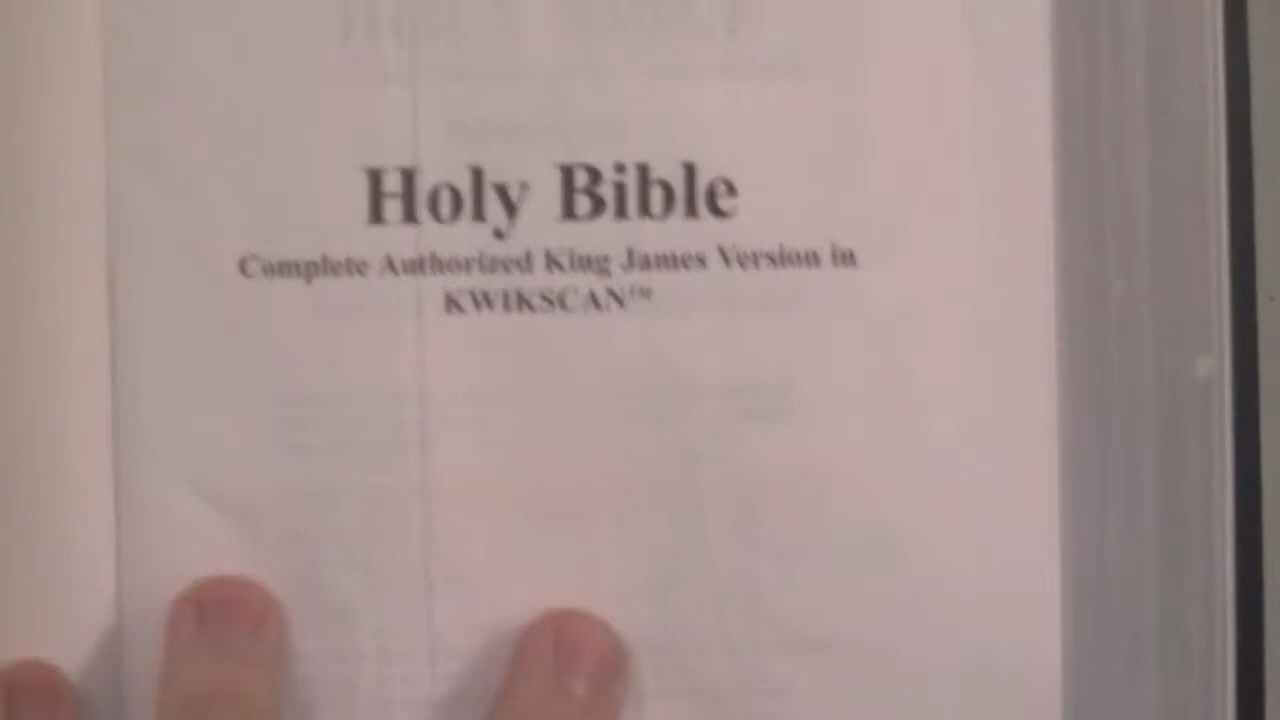 Holy Bible
Complete Authorized King James Version in
KWIKSCAN™